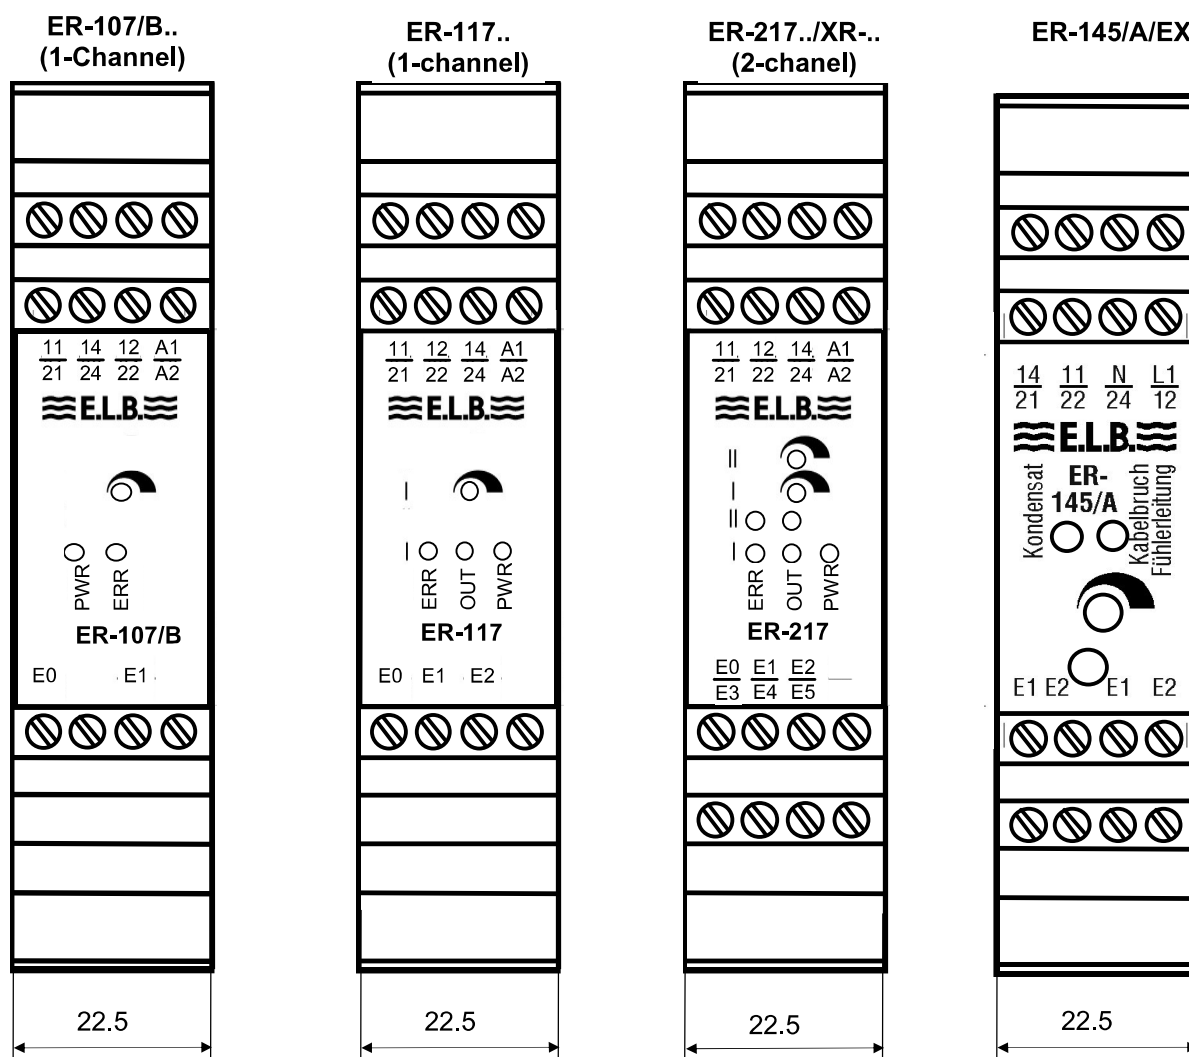 ER-107/B..
(1-Channel)
11 14 12 A1
21 24 22 A2
E.L.B.
PWR
ERR
ER-107/B
E0 E1
22.5
ER-117..
(1-channel)
11 12 14 A1
21 22 24 A2
E.L.B.
I
I
ERR
OUT
PWR
ER-117
E0 E1 E2
22.5
ER-217../XR-..
(2-chanel)
11 12 14 A1
21 22 24 A2
E.L.B.
II
I
II
I
ERR
OUT
PWR
ER-217
E0 E1 E2
E3 E4 E5
22.5
ER-145/A/EX
14 11 N L1
21 22 24 12
E.L.B.
Kondensat
ER-
145/A
Kabelbruch
Fühlerleitung
E1 E2 E1 E2
22.5